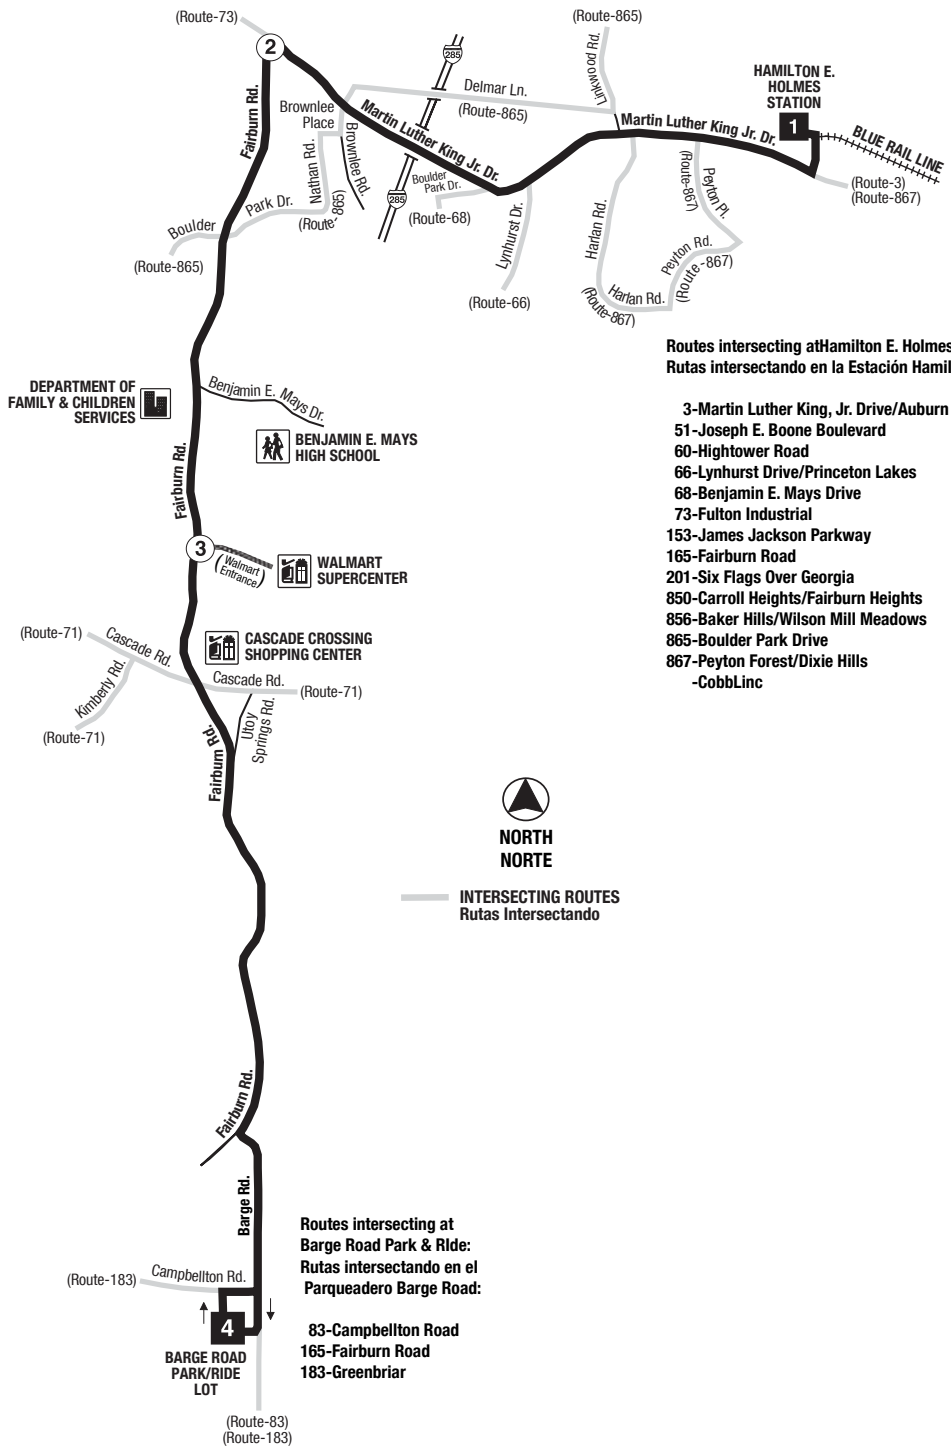 (Route-73)
2
(Route-865)
285
Linkwood Rd.
HAMILTON E.
HOLMES
STATION
1
Delmar Ln.
(Route-865)
Brownlee
Place
Fairburn Rd.
Martin Luther King Jr. Dr.
Martin Luther King Jr. Dr.
BLUE RAIL LINE
Brownlee Rd.
Nathan Rd.
(Route-865)
285
Boulder
Park Dr.
(Route-68)
Peyton Pl.
(Route-867)
(Route-3)
(Route-867)
Boulder
Park Dr.
(Route-865)
Lynhurst Dr.
(Route-66)
Harlan Rd.
Peyton Rd.
(Route-867)
Harlan Rd.
(Route-867)
Routes intersecting atHamilton E. Holmes
Rutas intersectando en la Estación Hamil
3-Martin Luther King, Jr. Drive/Auburn
51-Joseph E. Boone Boulevard
60-Hightower Road
66-Lynhurst Drive/Princeton Lakes
68-Benjamin E. Mays Drive
73-Fulton Industrial
153-James Jackson Parkway
165-Fairburn Road
201-Six Flags Over Georgia
850-Carroll Heights/Fairburn Heights
856-Baker Hills/Wilson Mill Meadows
865-Boulder Park Drive
867-Peyton Forest/Dixie Hills
-CobbLinc
DEPARTMENT OF
FAMILY & CHILDREN
SERVICES
Benjamin E. Mays Dr.
BENJAMIN E. MAYS
HIGH SCHOOL
Fairburn Rd.
3
(Walmart
Entrance)
WALMART
SUPERCENTER
(Route-71)
Cascade Rd.
CASCADE CROSSING
SHOPPING CENTER
Kimberly Rd.
(Route-71)
Cascade Rd.
(Route-71)
Utoy
Springs Rd.
Fairburn Rd.
NORTH
NORTE
INTERSECTING ROUTES
Rutas Intersectando
Fairburn Rd.
Barge Rd.
Routes intersecting at
Barge Road Park & RIde:
Rutas intersectando en el
Parqueadero Barge Road:
83-Campbellton Road
165-Fairburn Road
183-Greenbriar
(Route-183)
Campbellton Rd.
4
BARGE ROAD
PARK/RIDE
LOT
(Route-83)
(Route-183)